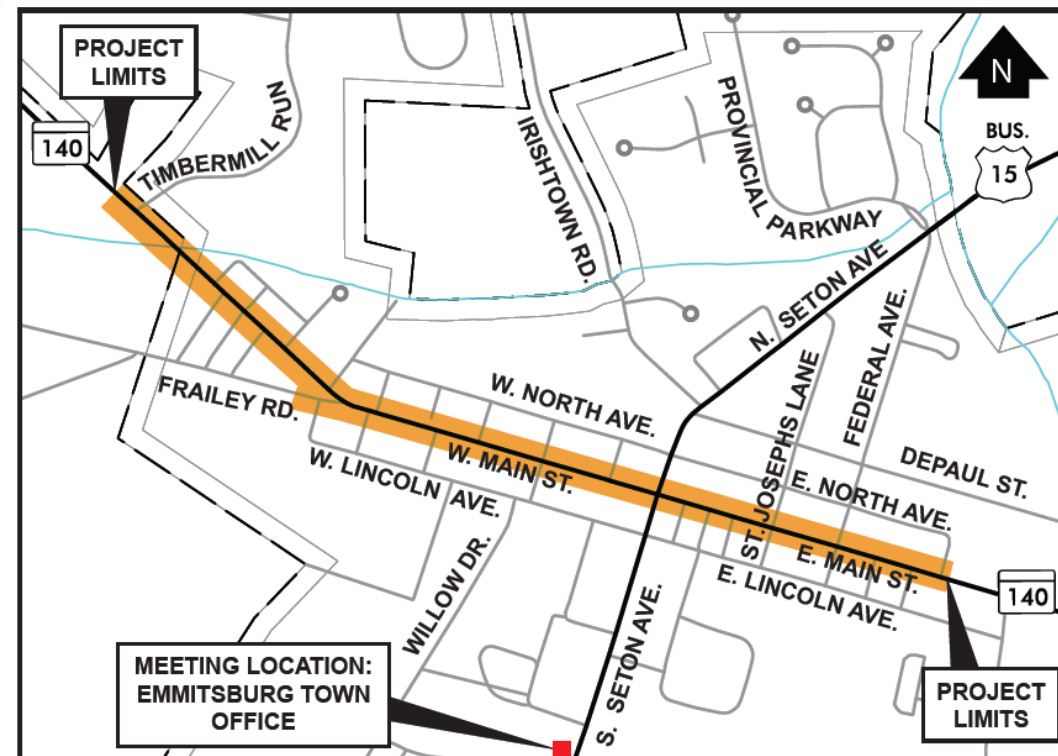 PROJECT
LIMITS
N
140
TIMBERMILL RUN
IRISHTOWN RD.
PROVINCIAL PARKWAY
BUS.
15
N. SETON AVE
FRAILEY RD.
W. NORTH AVE.
ST. JOSEPHS LANE
FEDERAL AVE.
DEPAUL ST.
W. MAIN ST.
W. LINCOLN AVE.
E. NORTH AVE.
E. MAIN ST.
E. LINCOLN AVE.
140
WILLOW DR.
S. SETON AVE.
MEETING LOCATION:
EMMITSBURG TOWN
OFFICE
PROJECT
LIMITS